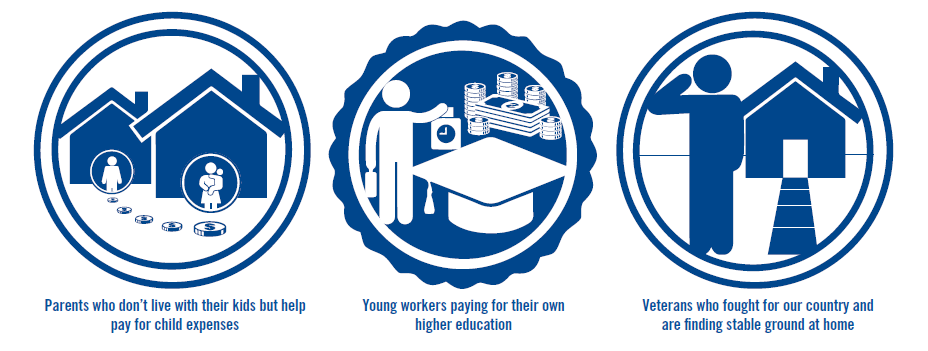 Parents who don't live with their kids but help
pay for child expenses
Young workers paying for their own
higher education
Veterans who fought for our country and
are finding stable ground at home